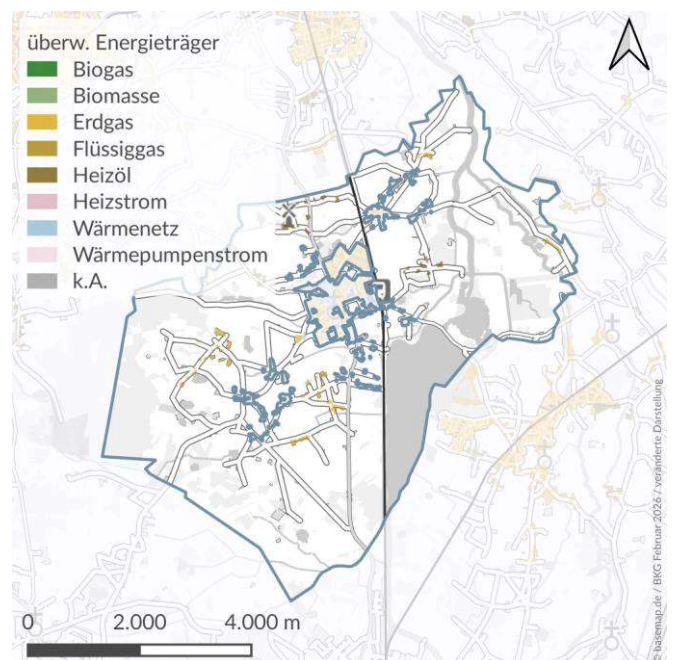 überw. Energieträger
Biogas
Biomasse
Erdgas
Flüssiggas
Heizöl
Heizstrom
Wärmenetz
Wärmepumpenstrom
k.A.
0 2.000 4.000 m
© basemap.de / BKG Februar 2026 / veränderte Darstellung